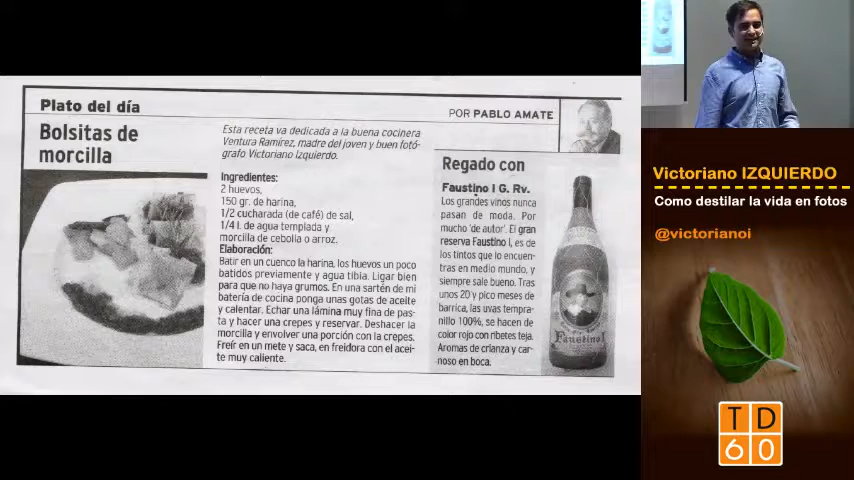 Plato del día
POR PABLO AMATE
Bolsitas de
morcilla
Esta receta va dedicada a la buena cocinera
Ventura Ramírez, madre del joven y buen fotó-
grafo Victoriano Izquierdo.
Ingredientes:
2 huevos,
150 gr. de harina,
1/2 cucharada (de café) de sal,
1/4 l. de agua templada y
morcilla de cebolla o arroz.
Elaboración:
Batir en un cuenco la harina, los huevos un poco
batidos previamente y agua tibia. Ligar bien
para que no haya grumos. En una sartén de mi
batería de cocina ponga unas gotas de aceite
y calentar. Echar una lámina muy fina de pas-
ta y hacer una crepes y reservar. Deshacer la
morcilla y envolver una porción con la crepes.
Freír en un mete y saca, en freidora con el acei-
te muy caliente.
Regado con
Faustino I G. Rv.
Los grandes vinos nunca
pasan de moda. Por
mucho 'de autor'. El gran
reserva Faustino I, es de
los tintos que lo encuen-
tras en medio mundo, y
siempre sale bueno. Tras
unos 20 y pico meses de
barrica, las uvas tempra-
nillo 100%, se hacen de
color rojo con ribetes teja.
Aromas de crianza y car-
noso en boca.
Faustino I
Victoriano IZQUIERDO
Como destilar la vida en fotos
@victorianoi
TD
60